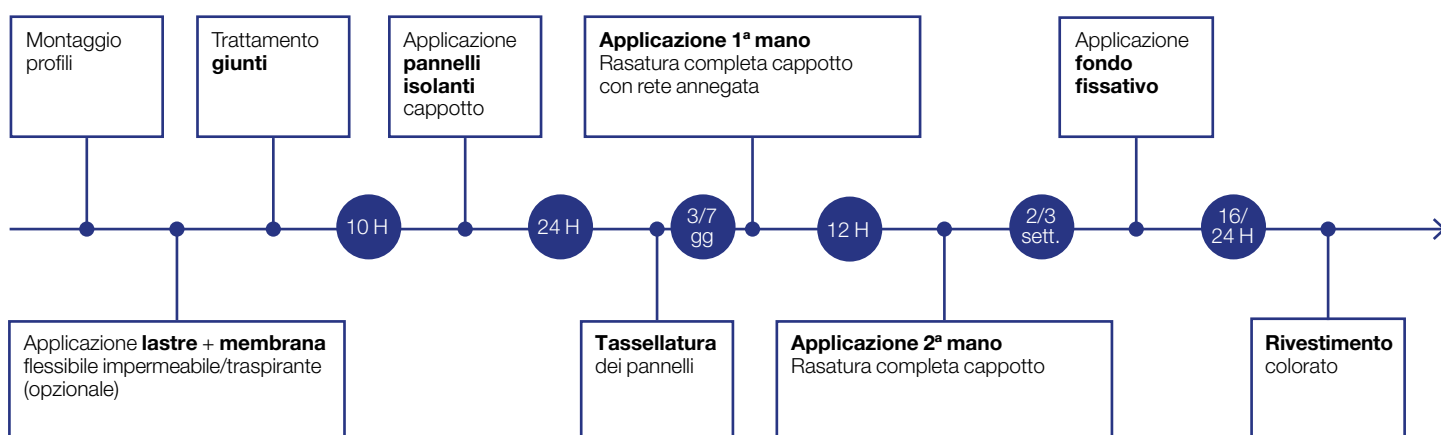 Montaggio
profili
Trattamento
giunti
Applicazione
pannelli
isolanti
cappotto
Applicazione 1ª mano
Rasatura completa cappotto
con rete annegata
Applicazione
fondo
fissativo
10 H
24 H
3/7
gg
12 H
2/3
sett.
16/
24 H
Applicazione lastre + membrana
flessibile impermeabile/traspirante
(opzionale)
Tassellatura
dei pannelli
Applicazione 2ª mano
Rasatura completa cappotto
Rivestimento
colorato